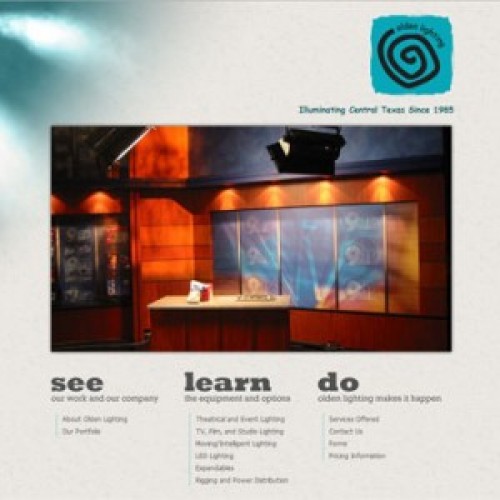 olden lighting
Illuminating Central Texas Since 1985
see
our work and our company
About Olden Lighting
Our Portfolio
learn
the equipment and options
Theatrical and Event Lighting
TV, Film, and Studio Lighting
Moving/Intelligent Lighting
LED Lighting
Expendables
Rigging and Power Distribution
do
olden lighting makes it happen
Services Offered
Contact Us
Forms
Pricing Information